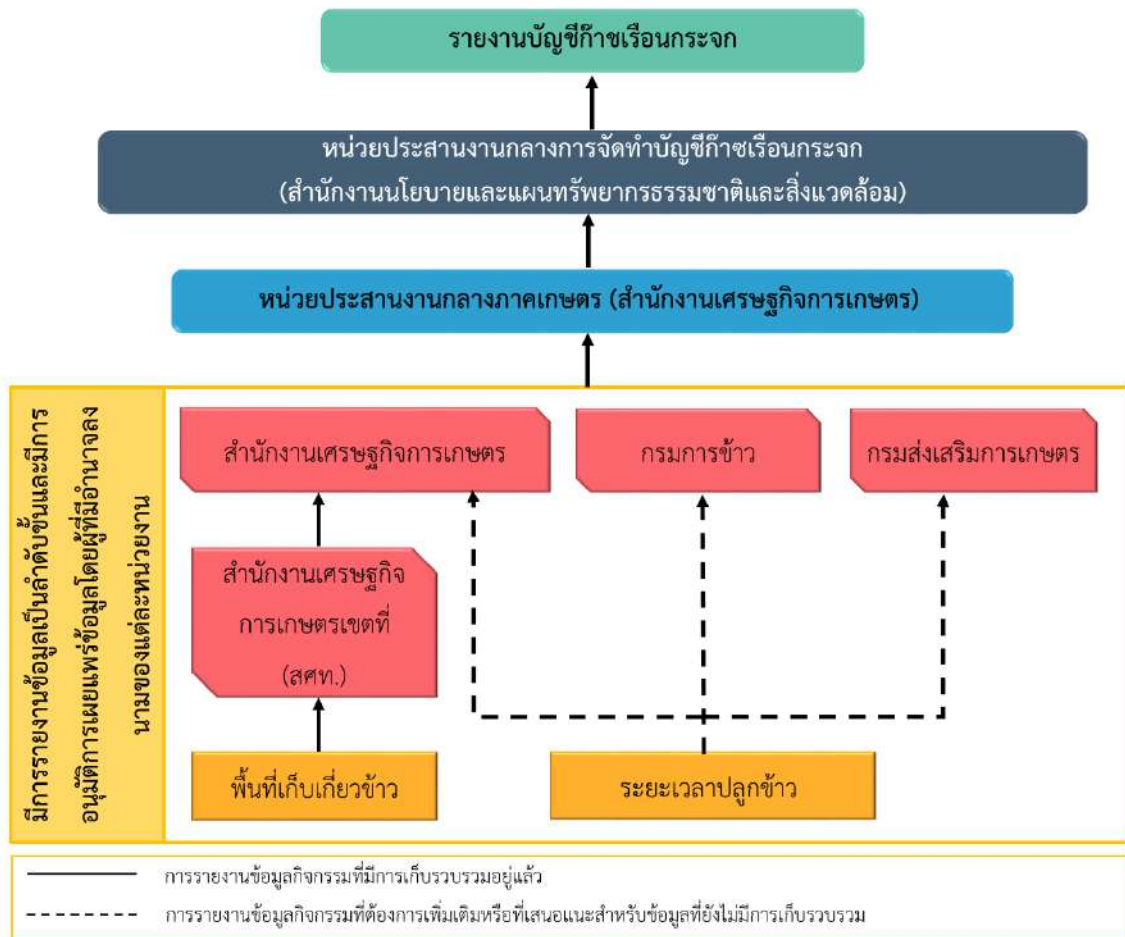 รายงานบัญชีก๊าซเรือนกระจก
หน่วยประสานงานกลางการจัดทำบัญชีก๊าซเรือนกระจก
(สำนักงานนโยบายและแผนทรัพยากรธรรมชาติและสิ่งแวดล้อม)
หน่วยประสานงานกลางภาคเกษตร (สำนักงานเศรษฐกิจการเกษตร)
มีการรายงานข้อมูลเป็นลำดับขั้นและมีการ
อนุมัติการเผยแพร่ข้อมูลโดยผู้ที่มีอำนาจลง
นามของแต่ละหน่วยงาน
สำนักงานเศรษฐกิจการเกษตร
กรมการข้าว
กรมส่งเสริมการเกษตร
สำนักงานเศรษฐกิจ
การเกษตรเขตที่
(สศท.)
พื้นที่เก็บเกี่ยวข้าว
ระยะเวลาปลูกข้าว
การรายงานข้อมูลกิจกรรมที่มีการเก็บรวบรวมอยู่แล้ว
การรายงานข้อมูลกิจกรรมที่ต้องการเพิ่มเติมหรือที่เสนอแนะสำหรับข้อมูลที่ยังไม่มีการเก็บรวบรวม